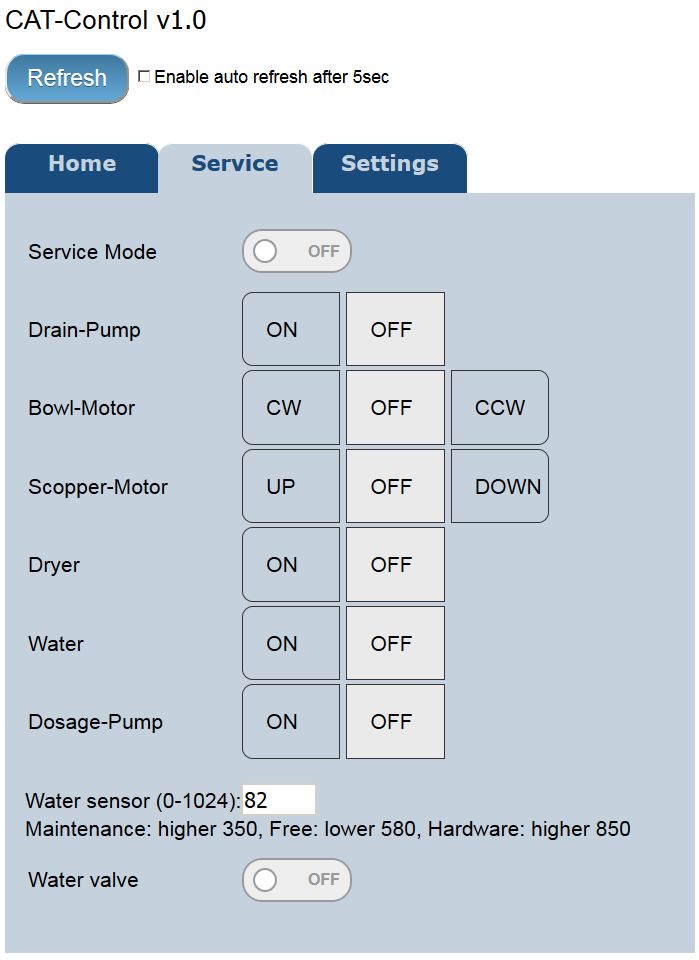 CAT-Control v1.0
Refresh Enable auto refresh after 5sec
Home Service Settings
Service Mode OFF
Drain-Pump ON OFF
Bowl-Motor CW OFF CCW
Scopper-Motor UP OFF DOWN
Dryer ON OFF
Water ON OFF
Dosage-Pump ON OFF
Water sensor (0-1024): 82
Maintenance: higher 350, Free: lower 580, Hardware: higher 850
Water valve OFF